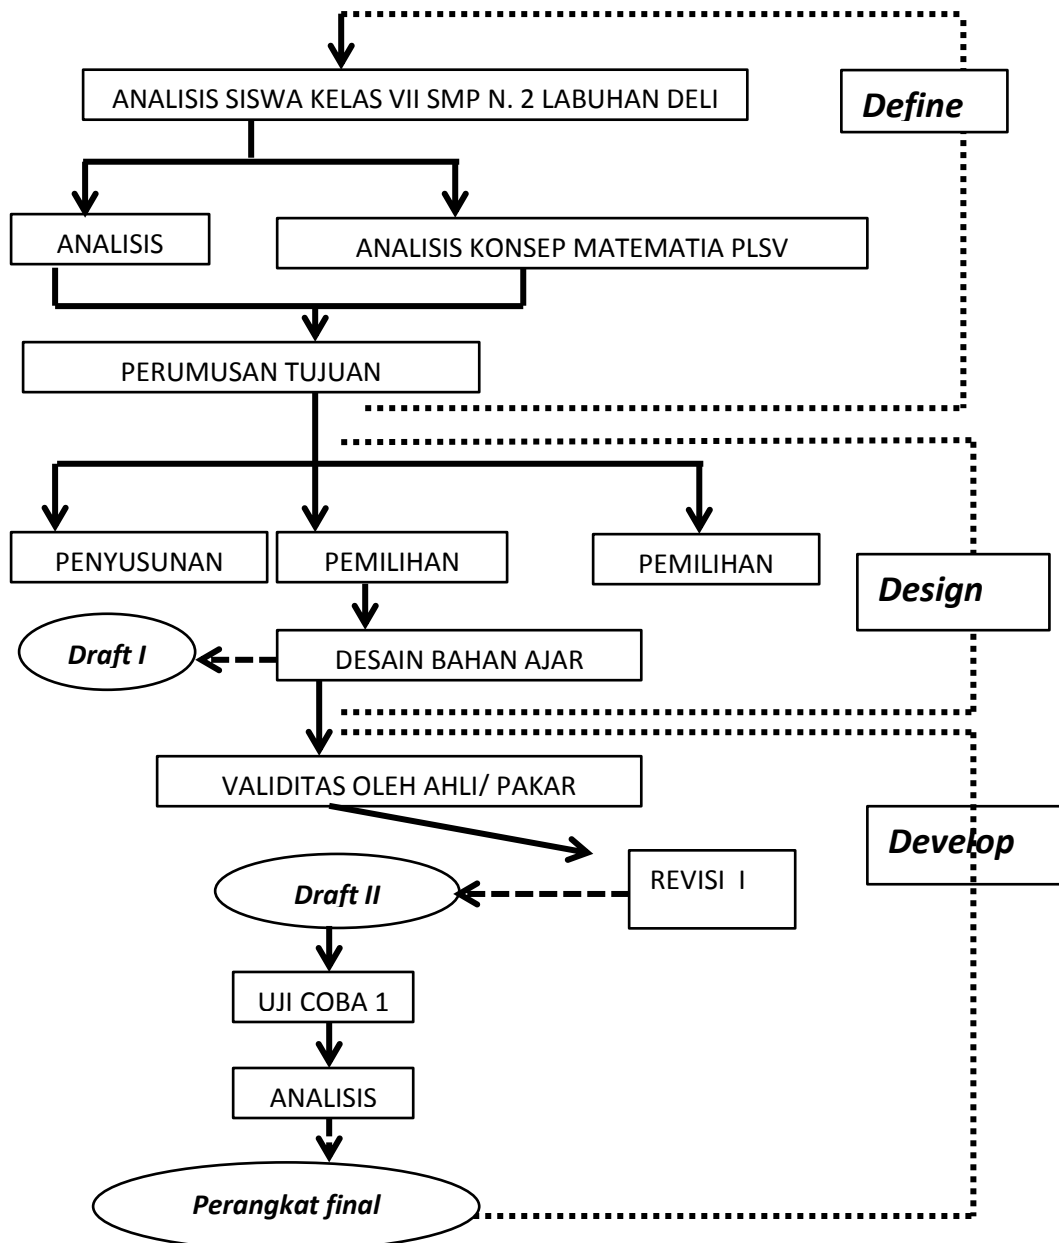 ANALISIS SISWA KELAS VII SMP N. 2 LABUHAN DELI
Define
ANALISIS
ANALISIS KONSEP MATEMATIA PLSV
PERUMUSAN TUJUAN
PENYUSUNAN
PEMILIHAN
PEMILIHAN
Design
Draft I
DESAIN BAHAN AJAR
VALIDITAS OLEH AHLI/ PAKAR
Develop
REVISI I
Draft II
UJI COBA 1
ANALISIS
Perangkat final